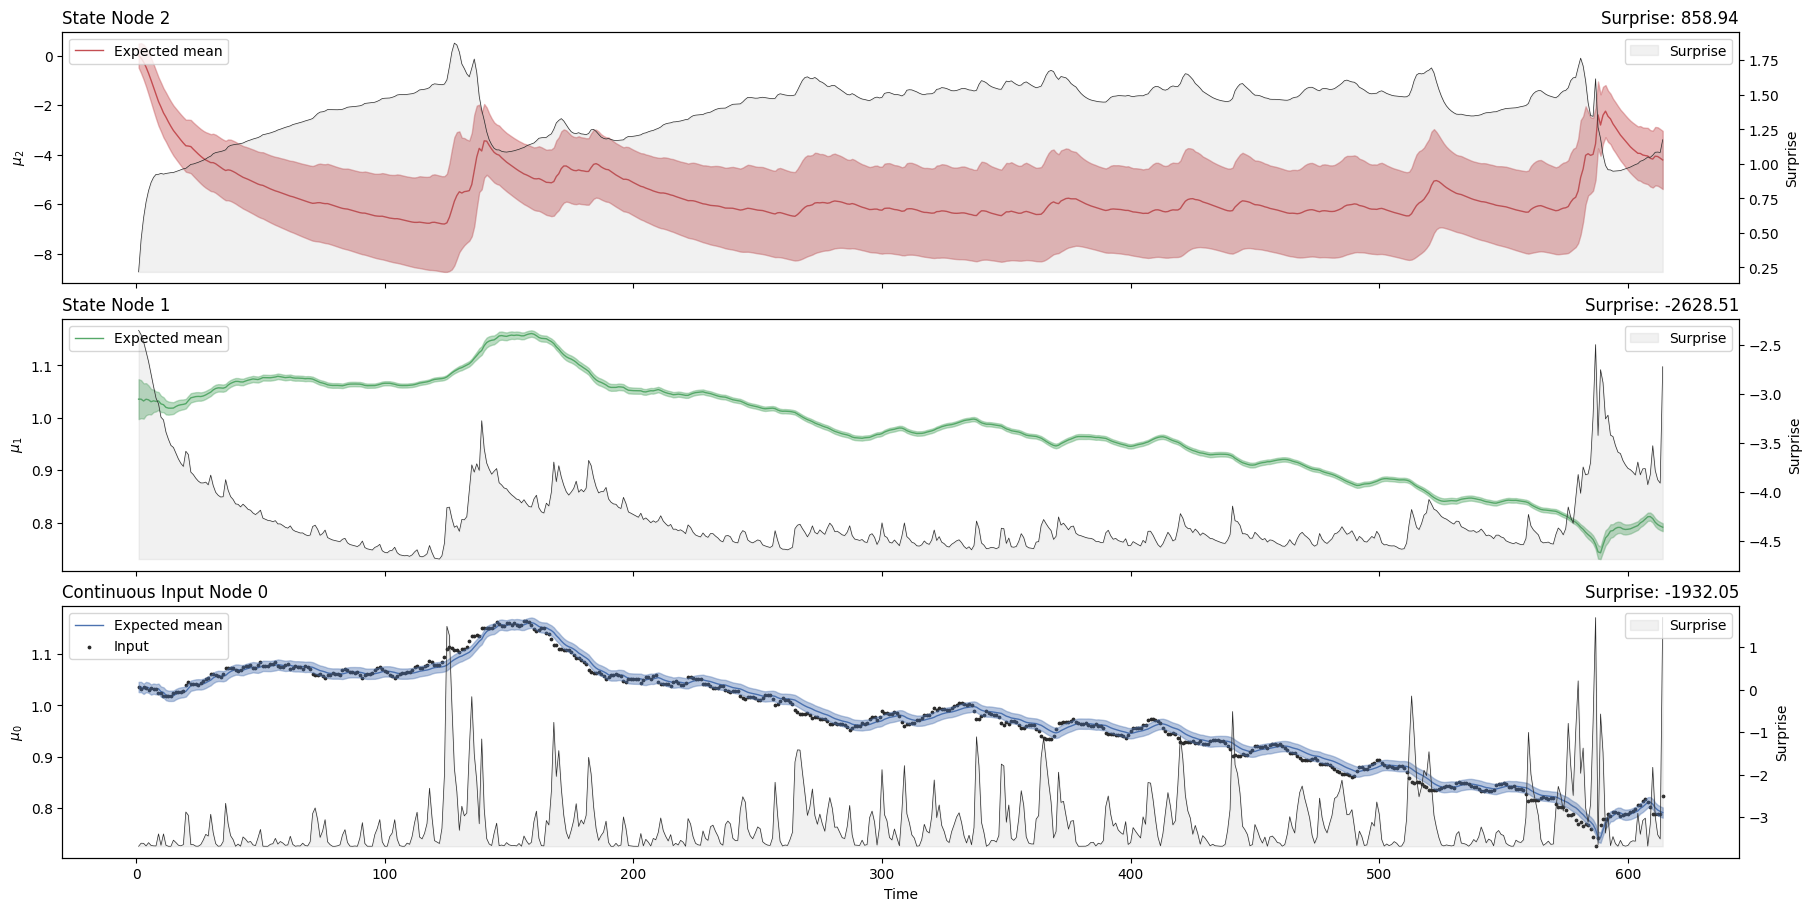 State Node 2 Surprise: 858.94
Expected mean
Surprise
0
−2
−4
−6
−8
μ2
1.75
1.50
1.25
1.00
0.75
0.50
0.25
Surprise
State Node 1 Surprise: -2628.51
Expected mean
Surprise
1.1
1.0
0.9
0.8
μ1
−2.5
−3.0
−3.5
−4.0
−4.5
Surprise
Continuous Input Node 0 Surprise: -1932.05
Expected mean
Input
Surprise
1.1
1.0
0.9
0.8
μ0
1
0
−1
−2
−3
Surprise
0 100 200 300 400 500 600
Time